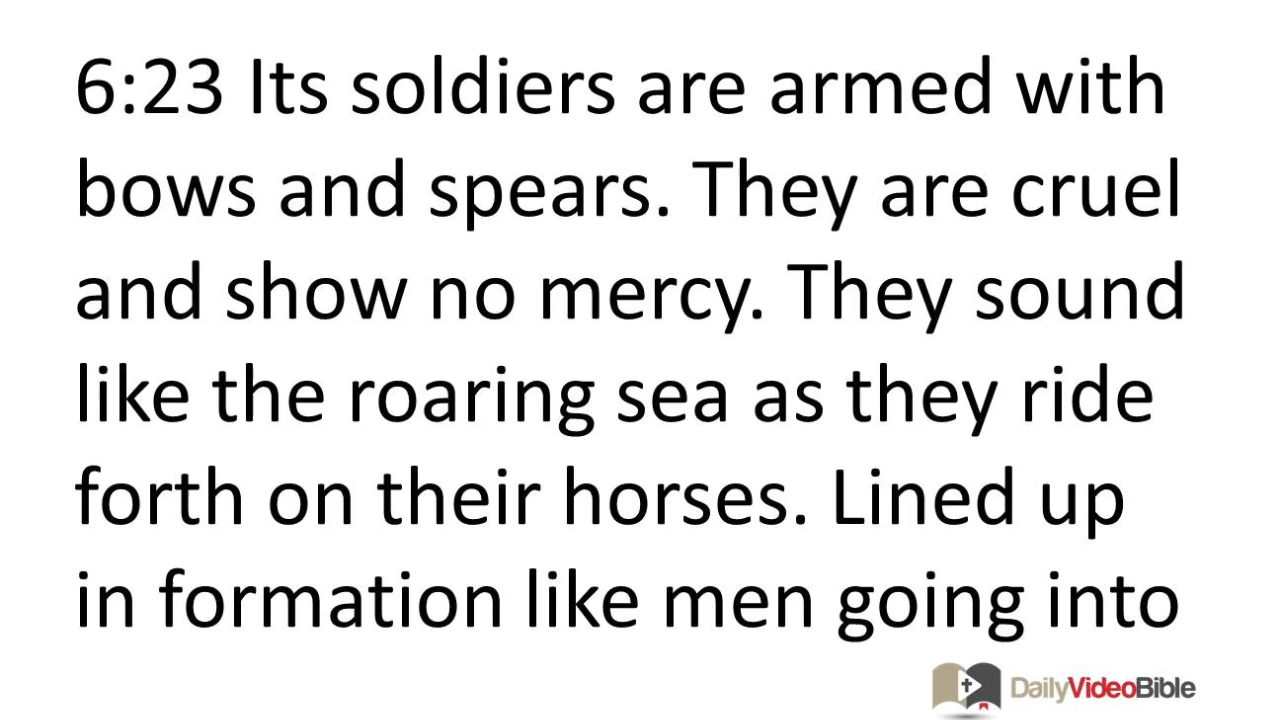 6:23 Its soldiers are armed with
bows and spears. They are cruel
and show no mercy. They sound
like the roaring sea as they ride
forth on their horses. Lined up
in formation like men going into
DailyVideoBible